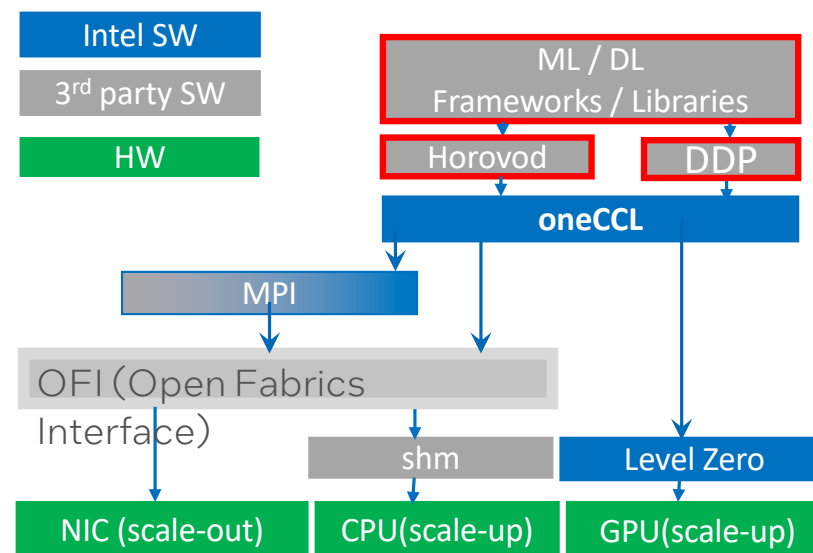 Intel SW
3rd party SW
HW
ML / DL
Frameworks / Libraries
Horovod
DDP
oneCCL
MPI
OFI (Open Fabrics
Interface)
shm
Level Zero
NIC (scale-out)
CPU(scale-up)
GPU(scale-up)